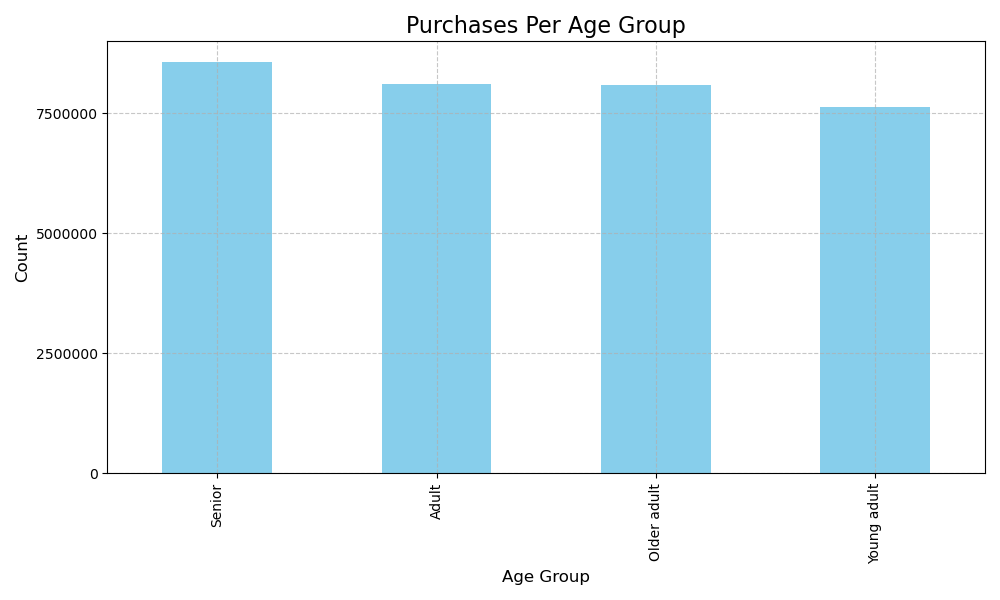 Purchases Per Age Group
Count
7500000
5000000
2500000
0
Senior
Adult
Older adult
Young adult
Age Group